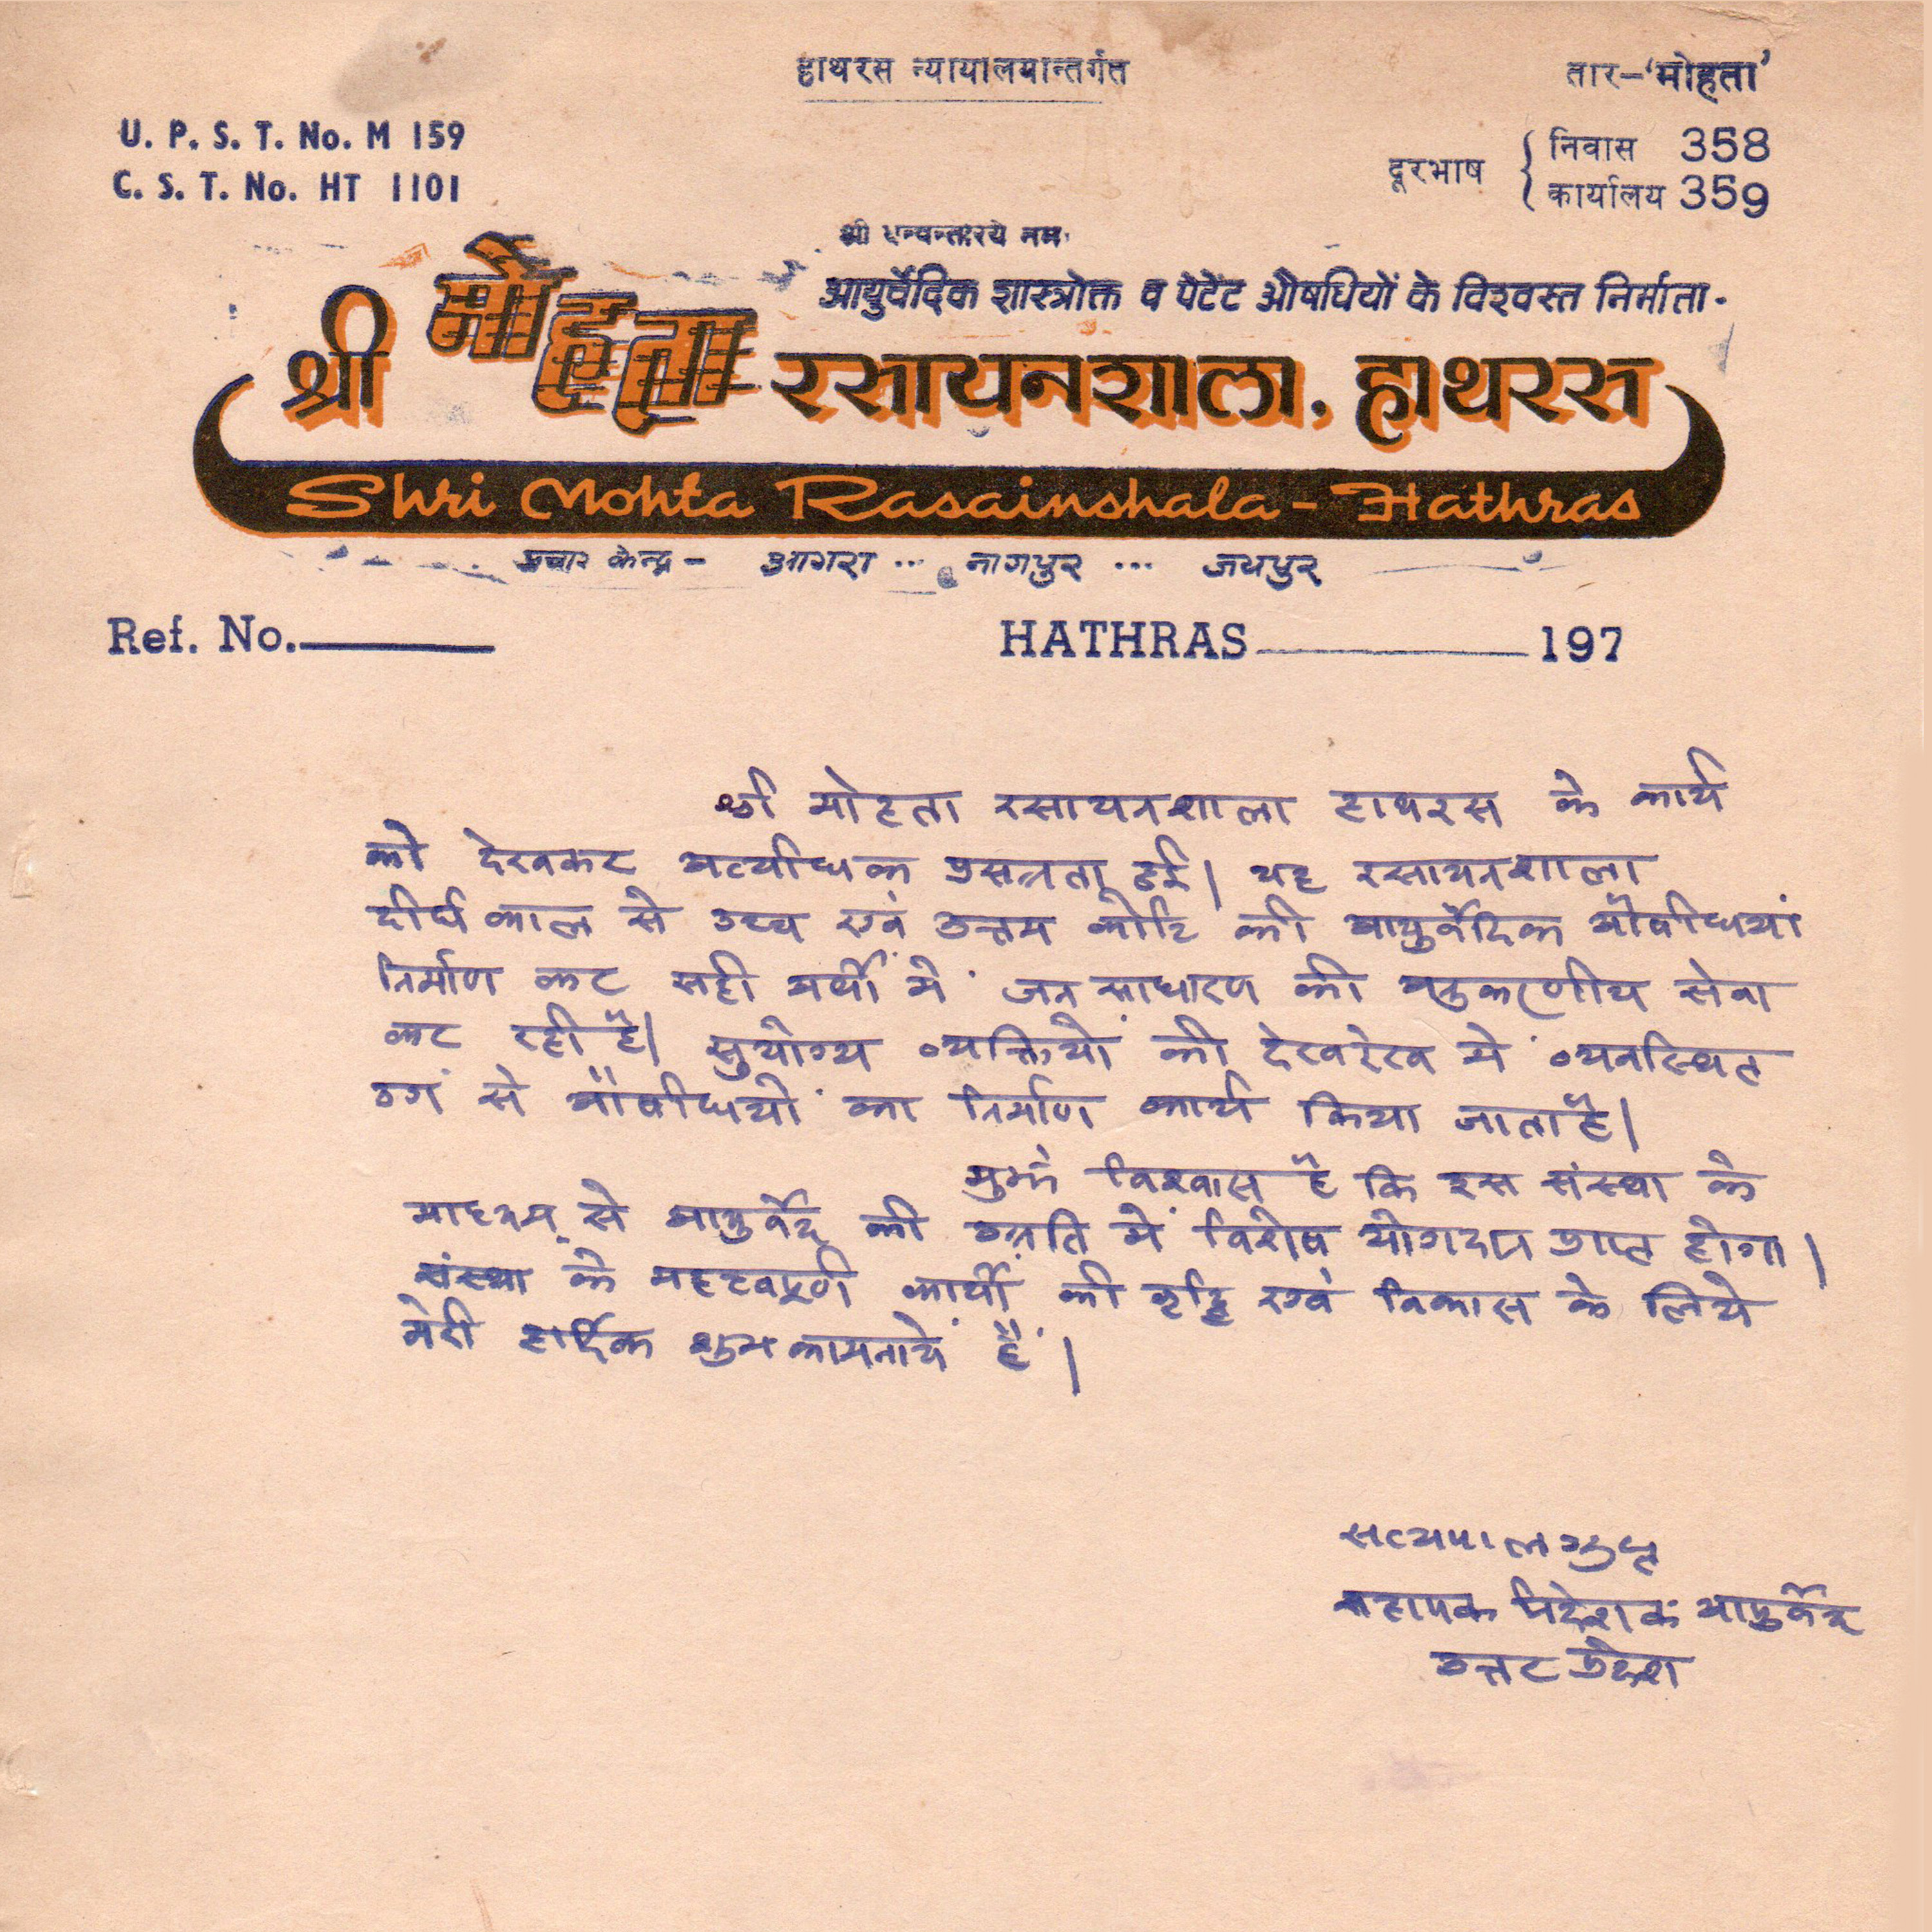 हाथरस न्यायालयान्तर्गत
तार-‘मोहता’
U. P. S. T. No. M 159
C. S. T. No. HT 1101
दूरभाष { निवास 358
कार्यालय 359
श्री धन्वन्तरये नमः
आयुर्वेदिक शास्त्रोक्त व पेटेंट औषधियों के विश्वस्त निर्माता.
श्री मोहता रसायनशाला, हाथरस
Shri Mohta Rasainshala - Hathras
प्रचार केन्द्र - आगरा ... नागपुर ... जयपुर
Ref. No. HATHRAS 197
श्री मोहता रसायनशाला हाथरस के कार्य
को देखकर अत्याधिक प्रसन्नता हुई। यह रसायनशाला
दीर्घ काल से उच्च एवं उत्तम कोटि की आयुर्वेदिक औषधियां
निर्माण कर सही अर्थों में जन साधारण की अनुकरणीय सेवा
कर रही है। सुयोग्य व्यक्तियों की देखरेख में व्यवस्थित
ढंग से औषधियों का निर्माण कार्य किया जाता है।
मुझे विश्वास है कि इस संस्था के
माध्यम से आयुर्वेद की उन्नति में विशेष योगदान प्राप्त होगा।
संस्था के महत्वपूर्ण कार्यों की वृद्धि एवं विकास के लिये
मेरी हार्दिक शुभकामनायें हैं।
सत्यपाल गुप्त
सहायक निदेशक आयुर्वेद
उत्तर प्रदेश